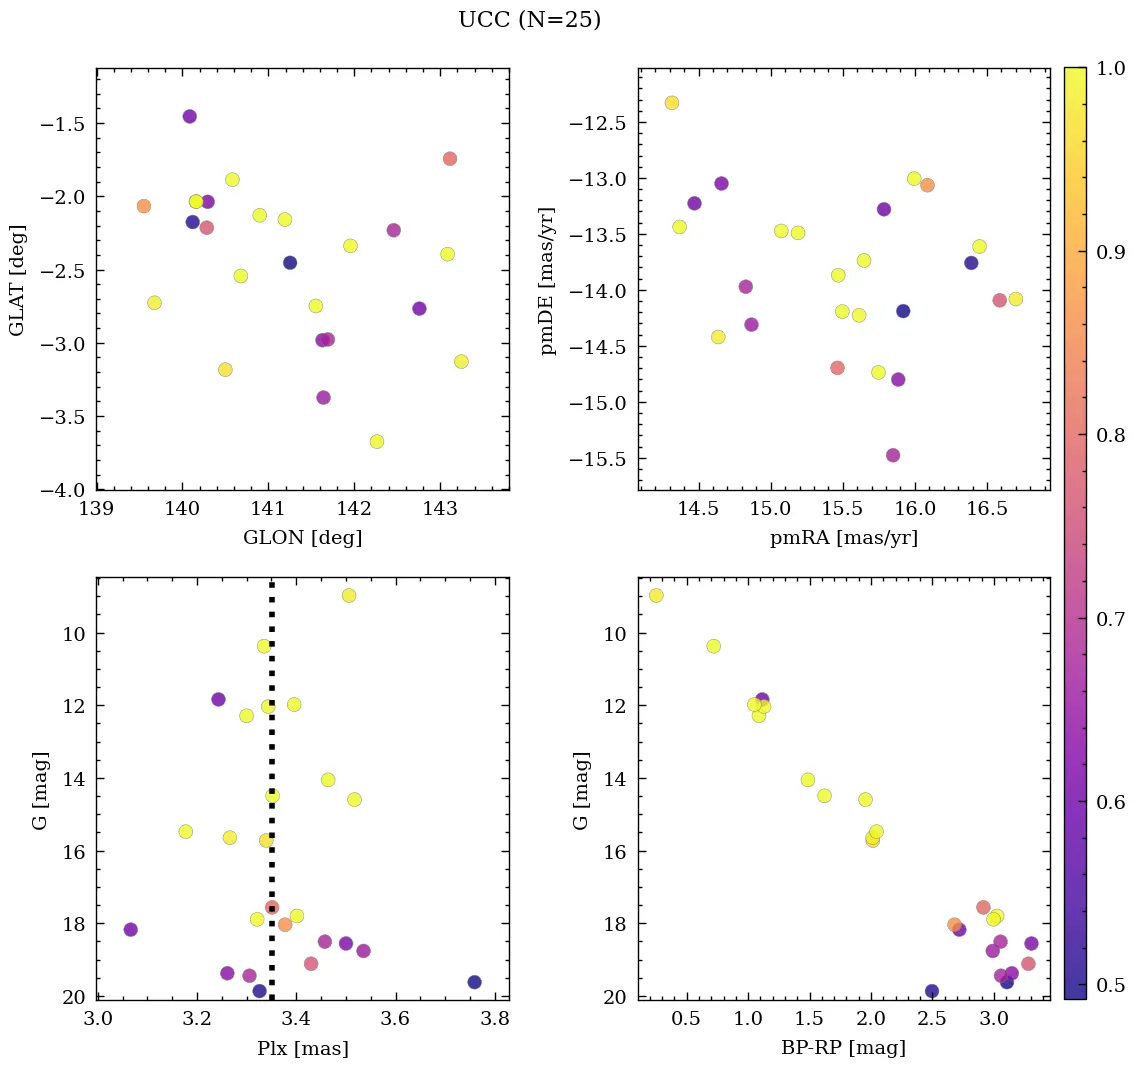 UCC (N=25)
−1.5
−2.0
−2.5
−3.0
−3.5
−4.0
GLAT [deg]
139 140 141 142 143
GLON [deg]
−12.5
−13.0
−13.5
−14.0
−14.5
−15.0
−15.5
pmDE [mas/yr]
14.5 15.0 15.5 16.0 16.5
pmRA [mas/yr]
1.0
0.9
0.8
0.7
0.6
0.5
10
12
14
16
18
20
G [mag]
3.0 3.2 3.4 3.6 3.8
Plx [mas]
10
12
14
16
18
20
G [mag]
0.5 1.0 1.5 2.0 2.5 3.0
BP-RP [mag]